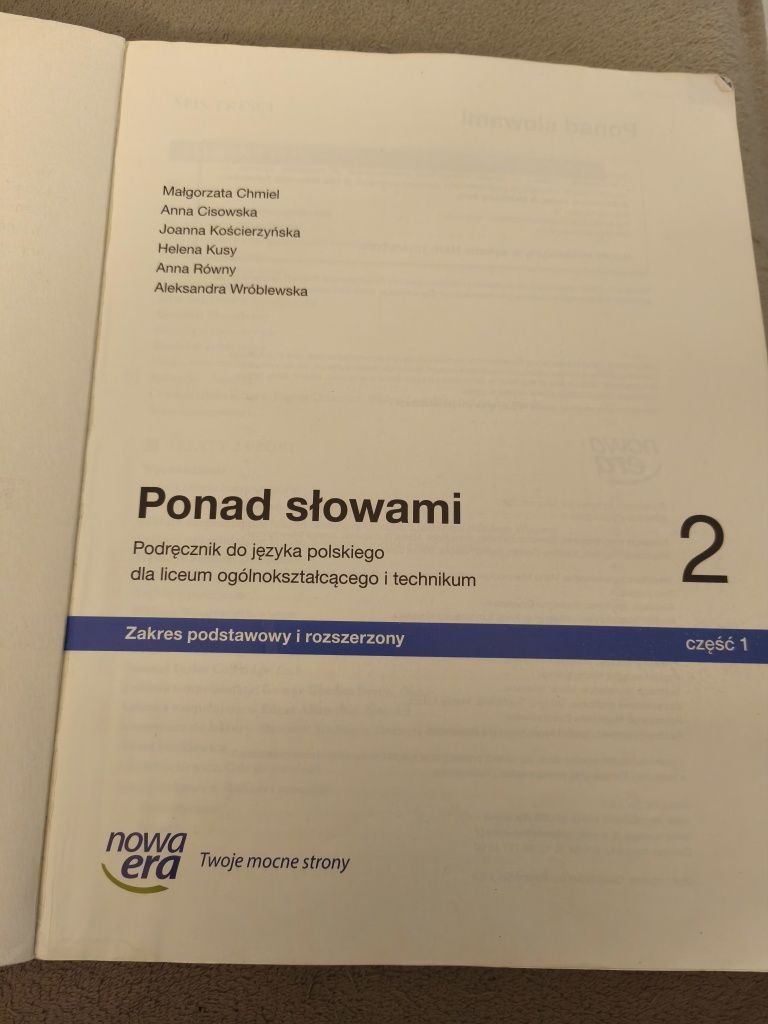 Małgorzata Chmiel
Anna Cisowska
Joanna Kościerzyńska
Helena Kusy
Anna Równy
Aleksandra Wróblewska
Ponad słowami
2
Podręcznik do języka polskiego
dla liceum ogólnokształcącego i technikum
Zakres podstawowy i rozszerzony
część 1
nowa
era
Twoje mocne strony